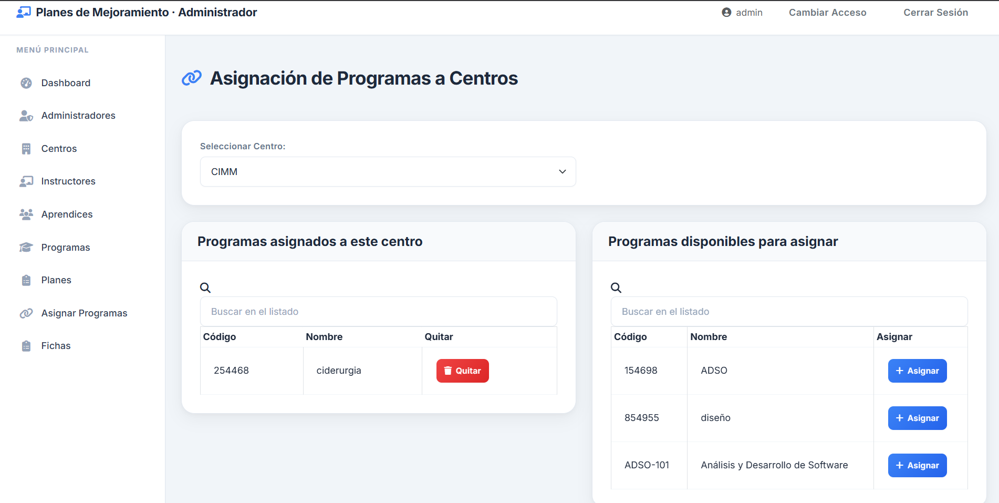 Planes de Mejoramiento · Administrador
admin
Cambiar Acceso
Cerrar Sesión
MENÚ PRINCIPAL
Dashboard
Administradores
Centros
Instructores
Aprendices
Programas
Planes
Asignar Programas
Fichas
Asignación de Programas a Centros
Seleccionar Centro:
CIMM
Programas asignados a este centro
Buscar en el listado
Código Nombre Quitar
254468 ciderurgia Quitar
Programas disponibles para asignar
Buscar en el listado
Código Nombre Asignar
154698 ADSO Asignar
854955 diseño Asignar
ADSO-101 Análisis y Desarrollo de Software Asignar